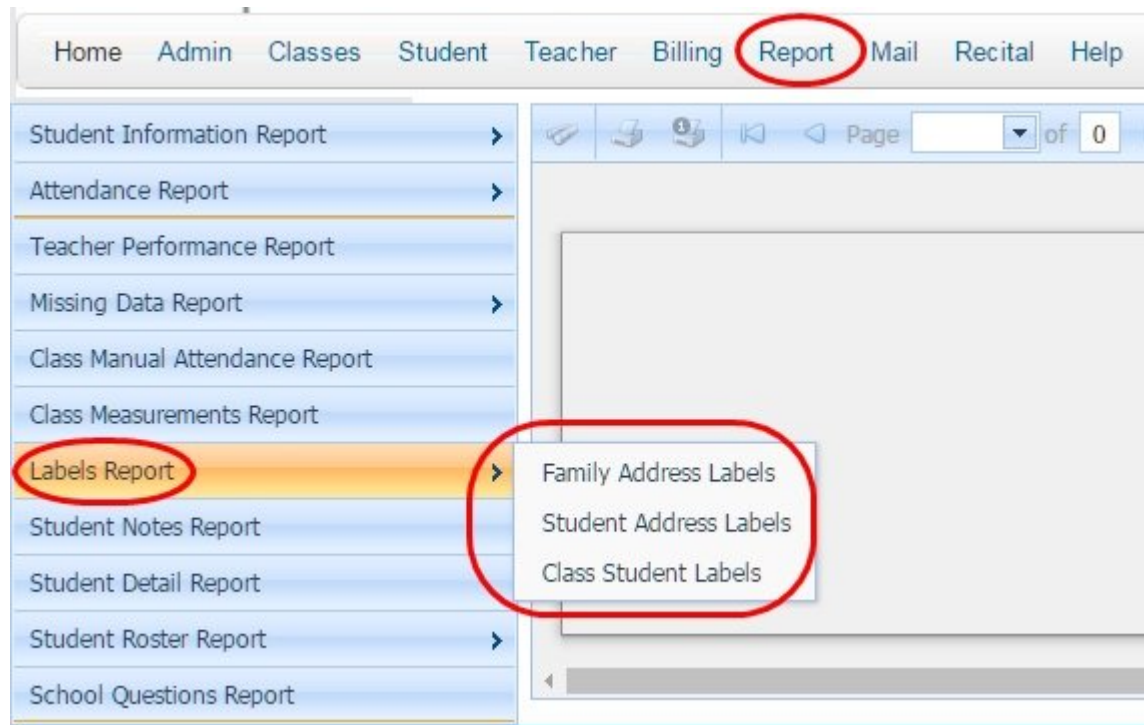 Home Admin Classes Student Teacher Billing Report Mail Recital Help
Student Information Report
Attendance Report
Teacher Performance Report
Missing Data Report
Class Manual Attendance Report
Class Measurements Report
Labels Report
Student Notes Report
Student Detail Report
Student Roster Report
School Questions Report
Page of 0
Family Address Labels
Student Address Labels
Class Student Labels